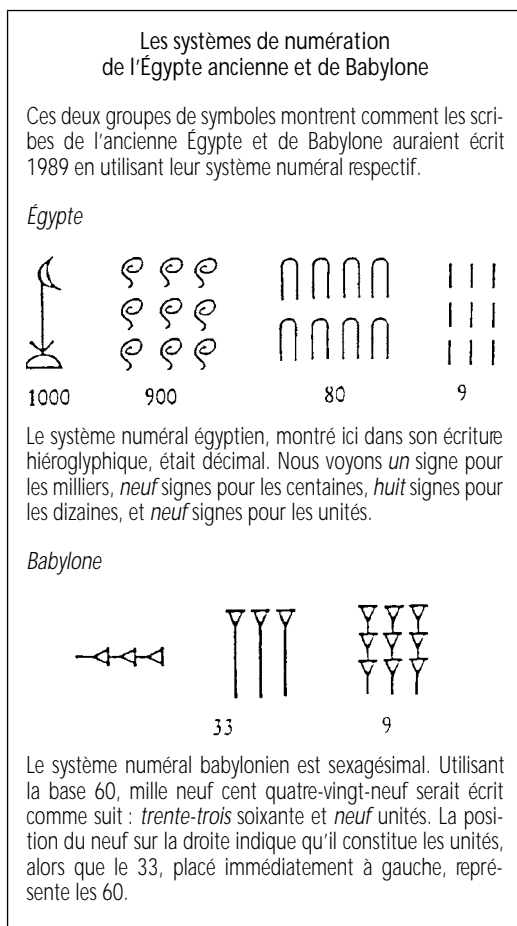 Les systèmes de numération
de l'Égypte ancienne et de Babylone
Ces deux groupes de symboles montrent comment les scri-
bes de l'ancienne Égypte et de Babylone auraient écrit
1989 en utilisant leur système numéral respectif.
Égypte
1000 900 80 9
Le système numéral égyptien, montré ici dans son écriture
hiéroglyphique, était décimal. Nous voyons un signe pour
les milliers, neuf signes pour les centaines, huit signes pour
les dizaines, et neuf signes pour les unités.
Babylone
33 9
Le système numéral babylonien est sexagésimal. Utilisant
la base 60, mille neuf cent quatre-vingt-neuf serait écrit
comme suit : trente-trois soixante et neuf unités. La posi-
tion du neuf sur la droite indique qu'il constitue les unités,
alors que le 33, placé immédiatement à gauche, repré-
sente les 60.